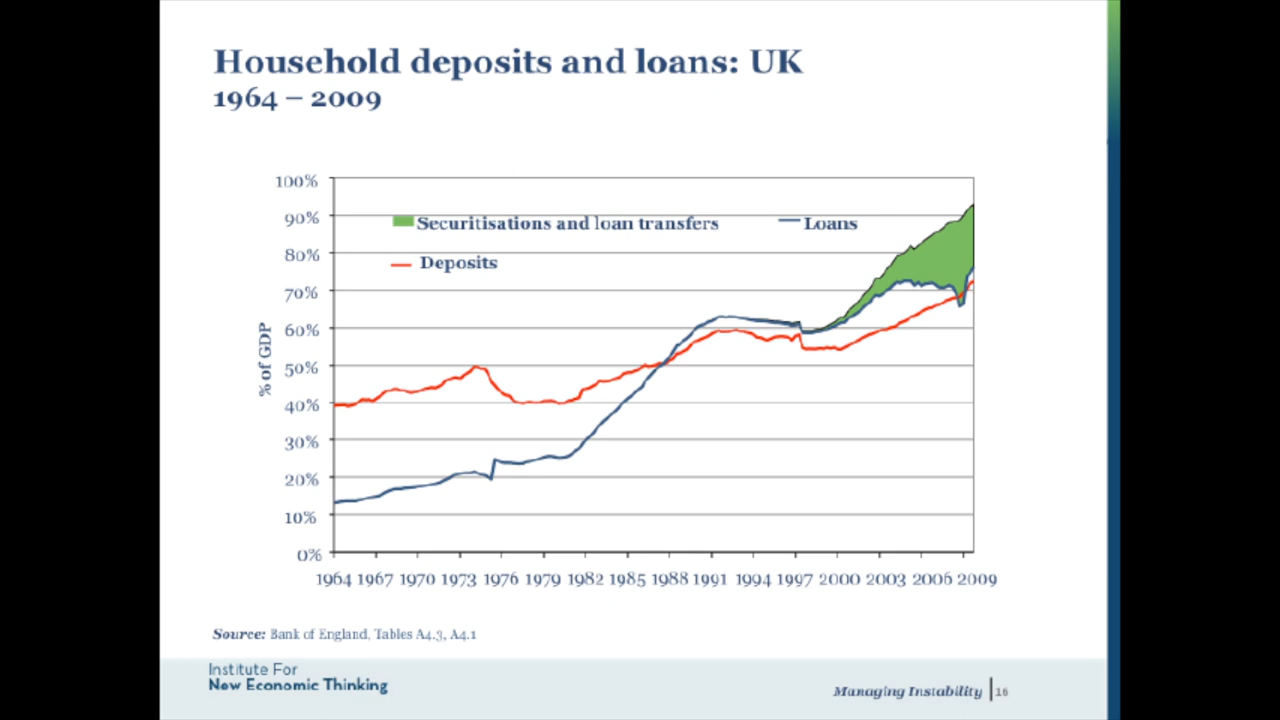 Household deposits and loans: UK
1964 – 2009
100%
90%
80%
70%
60%
50%
40%
30%
20%
10%
0%
% of GDP
Securitisations and loan transfers
Loans
Deposits
1964 1967 1970 1973 1976 1979 1982 1985 1988 1991 1994 1997 2000 2003 2006 2009
Source: Bank of England, Tables A4.3, A4.1
Institute For
New Economic Thinking
Managing Instability 16